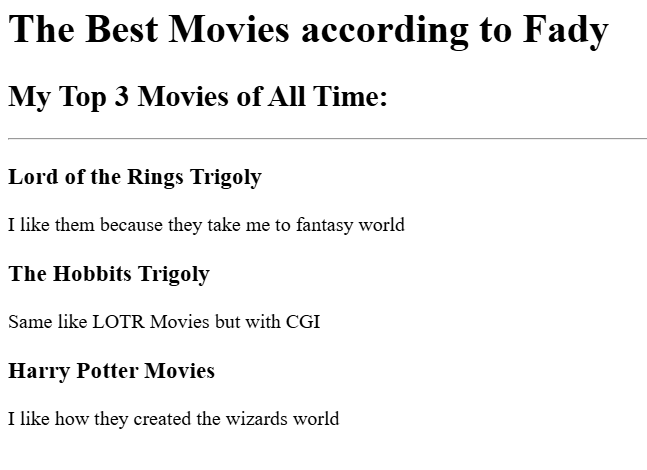 The Best Movies according to Fady
My Top 3 Movies of All Time:
Lord of the Rings Trigoly
I like them because they take me to fantasy world
The Hobbits Trigoly
Same like LOTR Movies but with CGI
Harry Potter Movies
I like how they created the wizards world